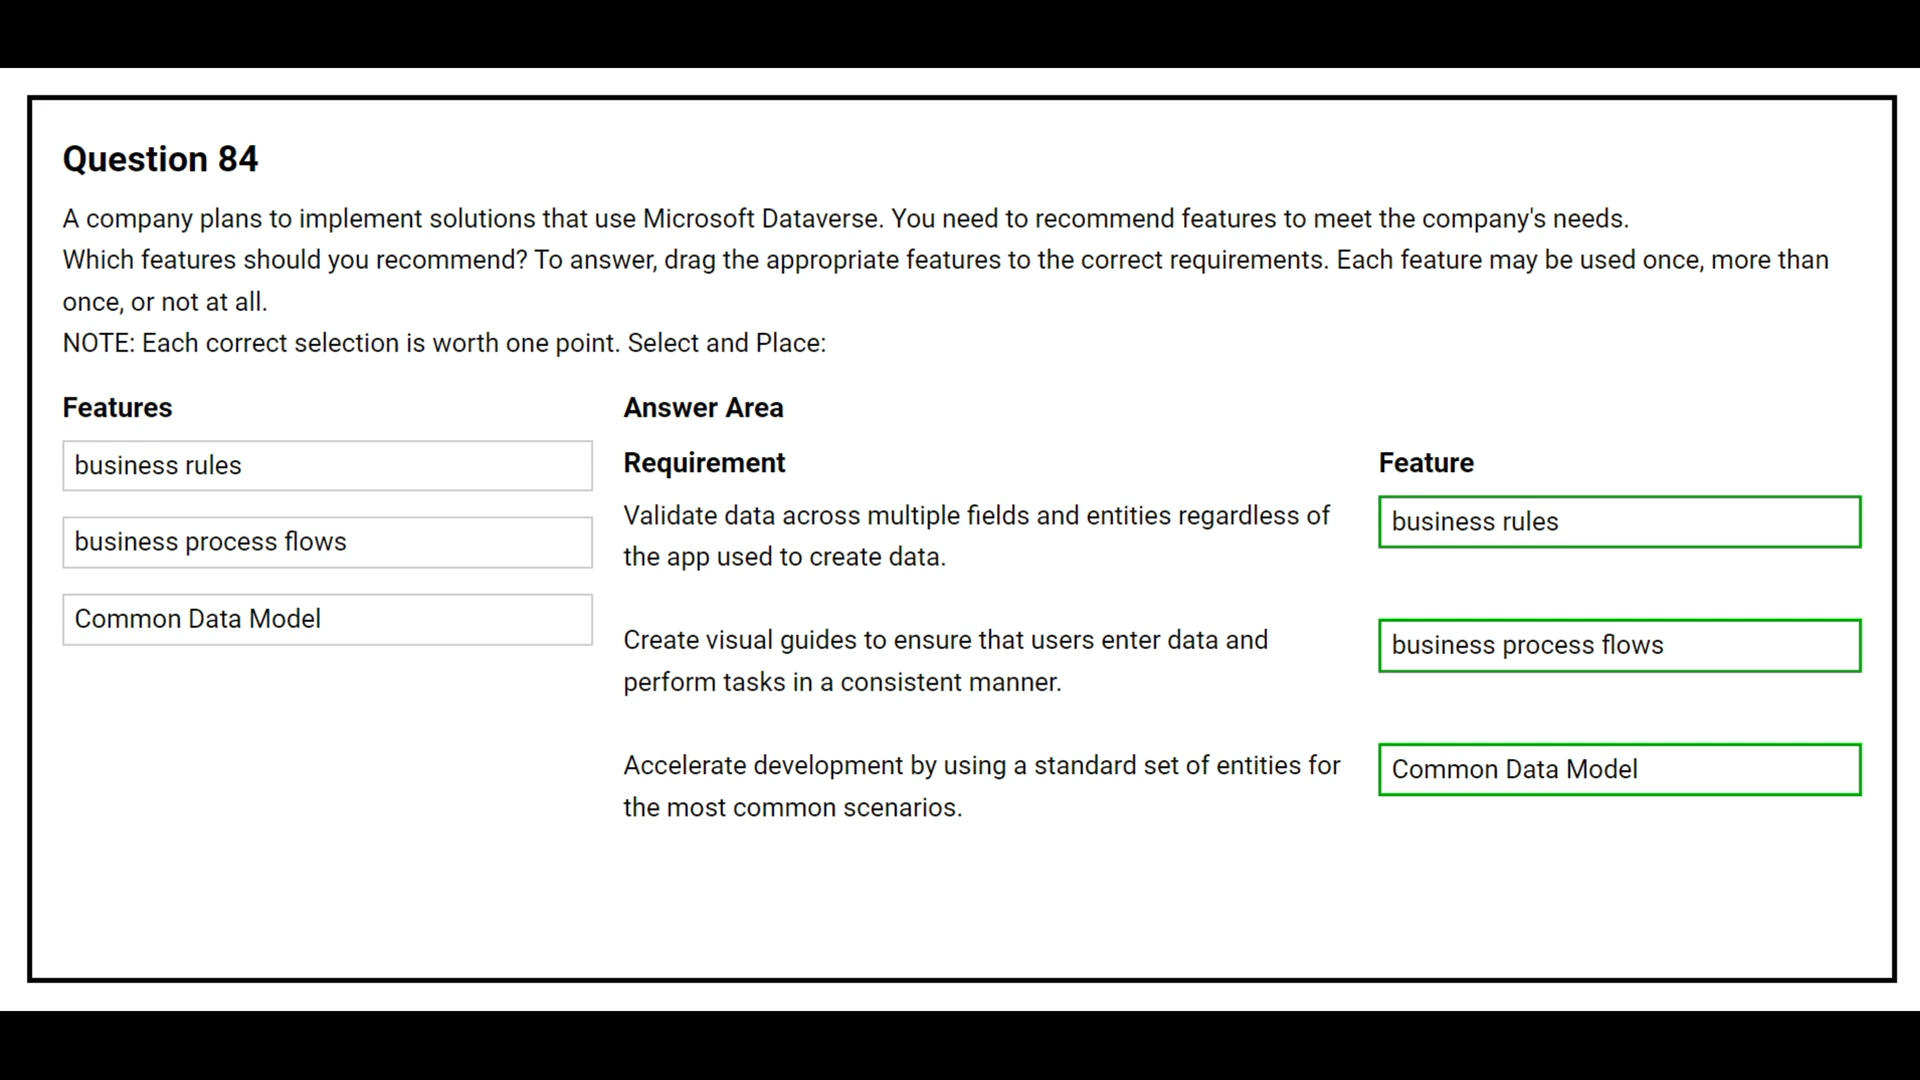 Question 84
A company plans to implement solutions that use Microsoft Dataverse. You need to recommend features to meet the company's needs.
Which features should you recommend? To answer, drag the appropriate features to the correct requirements. Each feature may be used once, more than
once, or not at all.
NOTE: Each correct selection is worth one point. Select and Place:
Features
business rules
business process flows
Common Data Model
Answer Area
Requirement
Feature
Validate data across multiple fields and entities regardless of
the app used to create data.
business rules
Create visual guides to ensure that users enter data and
perform tasks in a consistent manner.
business process flows
Accelerate development by using a standard set of entities for
the most common scenarios.
Common Data Model